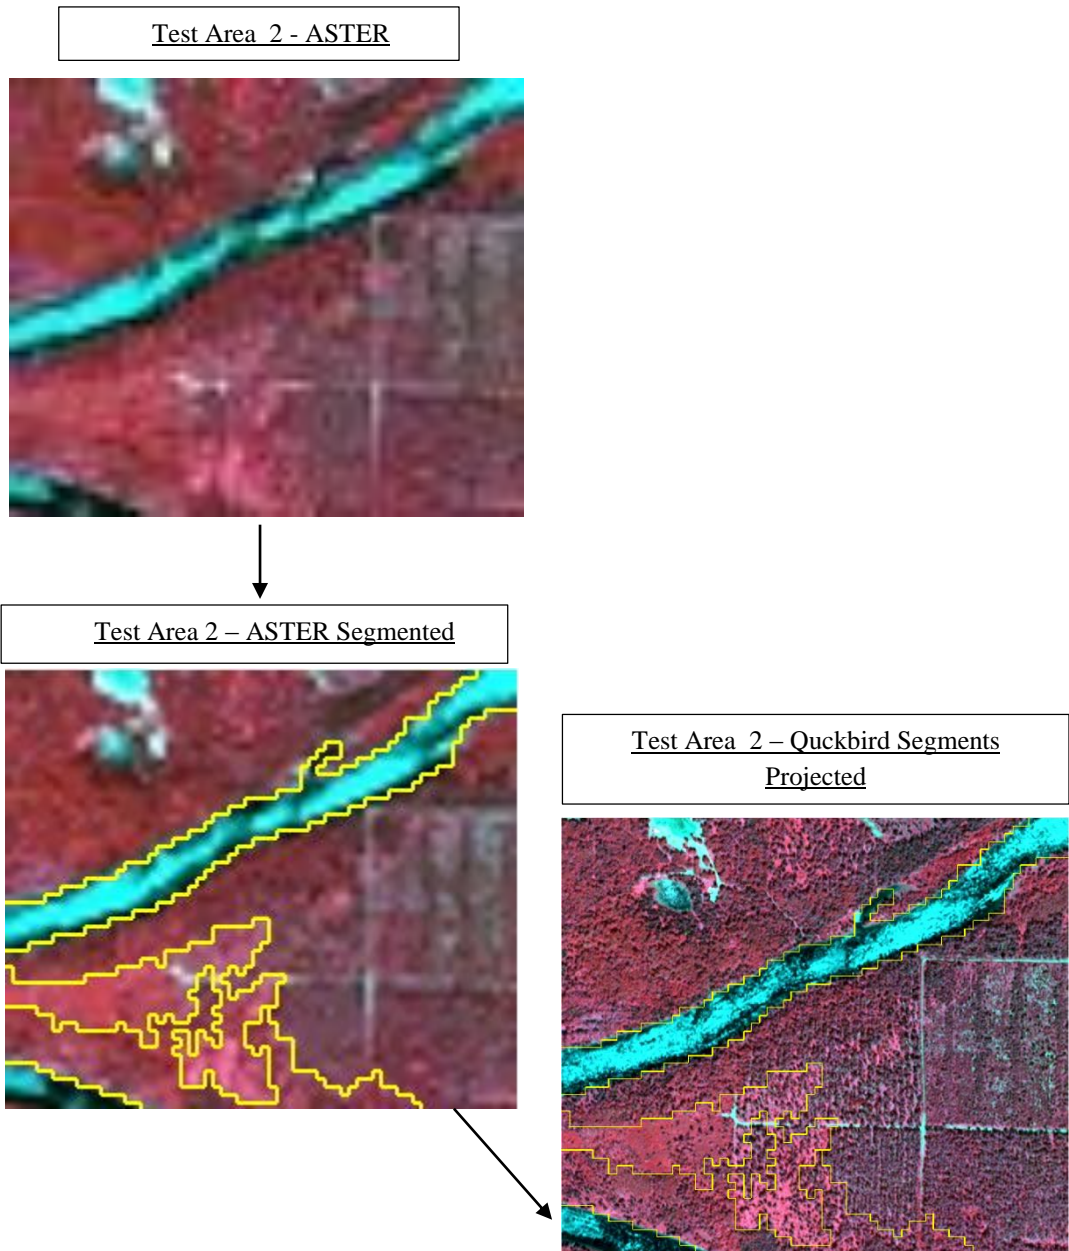 Test Area 2 - ASTER
Test Area 2 – ASTER Segmented
Test Area 2 – Quckbird Segments
Projected